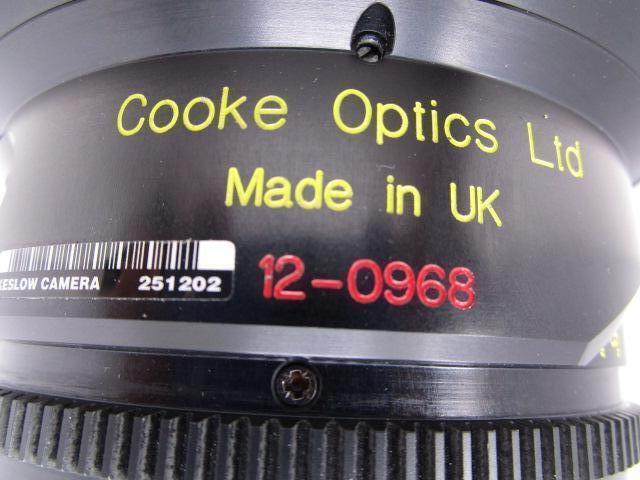 Cooke Optics Ltd
Made in UK
12-0968
KESLOW CAMERA 251202